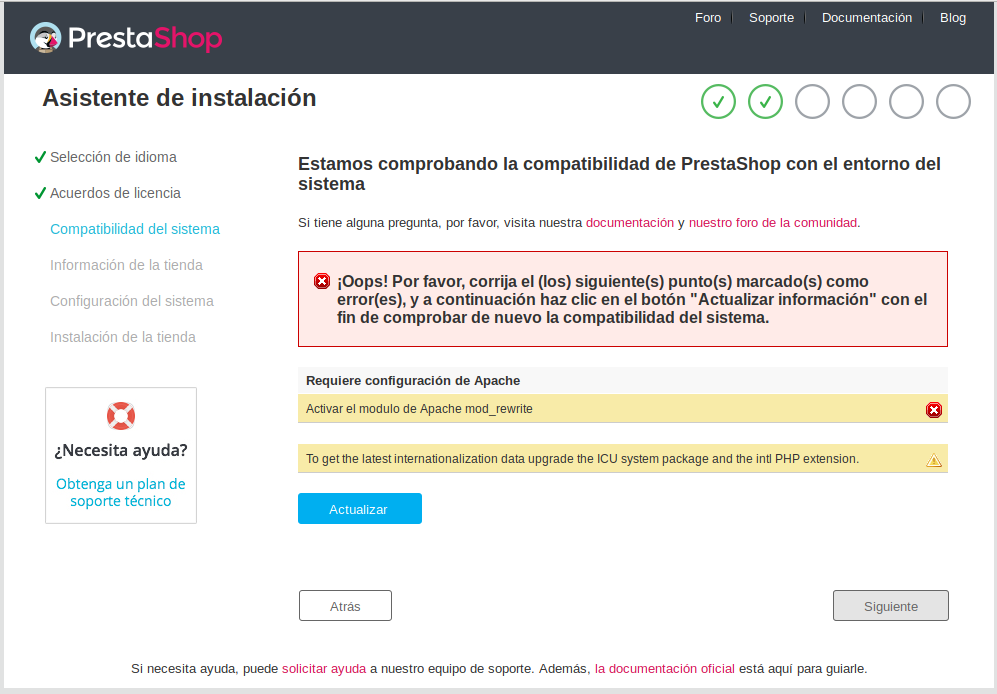 Foro
Soporte
Documentación
Blog
PrestaShop
Asistente de instalación
Selección de idioma
Acuerdos de licencia
Compatibilidad del sistema
Información de la tienda
Configuración del sistema
Instalación de la tienda
¿Necesita ayuda?
Obtenga un plan de
soporte técnico
Estamos comprobando la compatibilidad de PrestaShop con el entorno del
sistema
Si tiene alguna pregunta, por favor, visita nuestra documentación y nuestro foro de la comunidad.
¡Oops! Por favor, corrija el (los) siguiente(s) punto(s) marcado(s) como
error(es), y a continuación haz clic en el botón "Actualizar información" con el
fin de comprobar de nuevo la compatibilidad del sistema.
Requiere configuración de Apache
Activar el modulo de Apache mod_rewrite
To get the latest internationalization data upgrade the ICU system package and the intl PHP extension.
Actualizar
Atrás
Siguiente
Si necesita ayuda, puede solicitar ayuda a nuestro equipo de soporte. Además, la documentación oficial está aquí para guiarle.